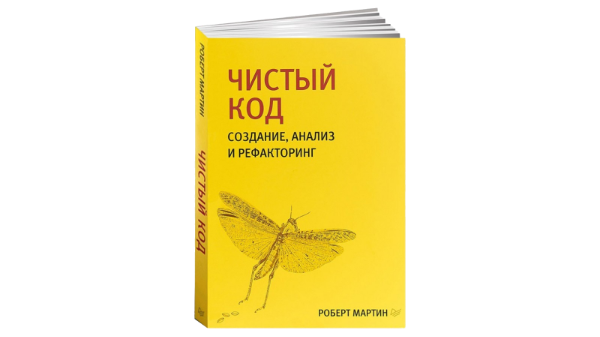 ЧИСТЫЙ
КОД
СОЗДАНИЕ, АНАЛИЗ
И РЕФАКТОРИНГ
РОБЕРТ МАРТИН
РОБЕРТ МАРТИН
ЧИСТЫЙ КОД